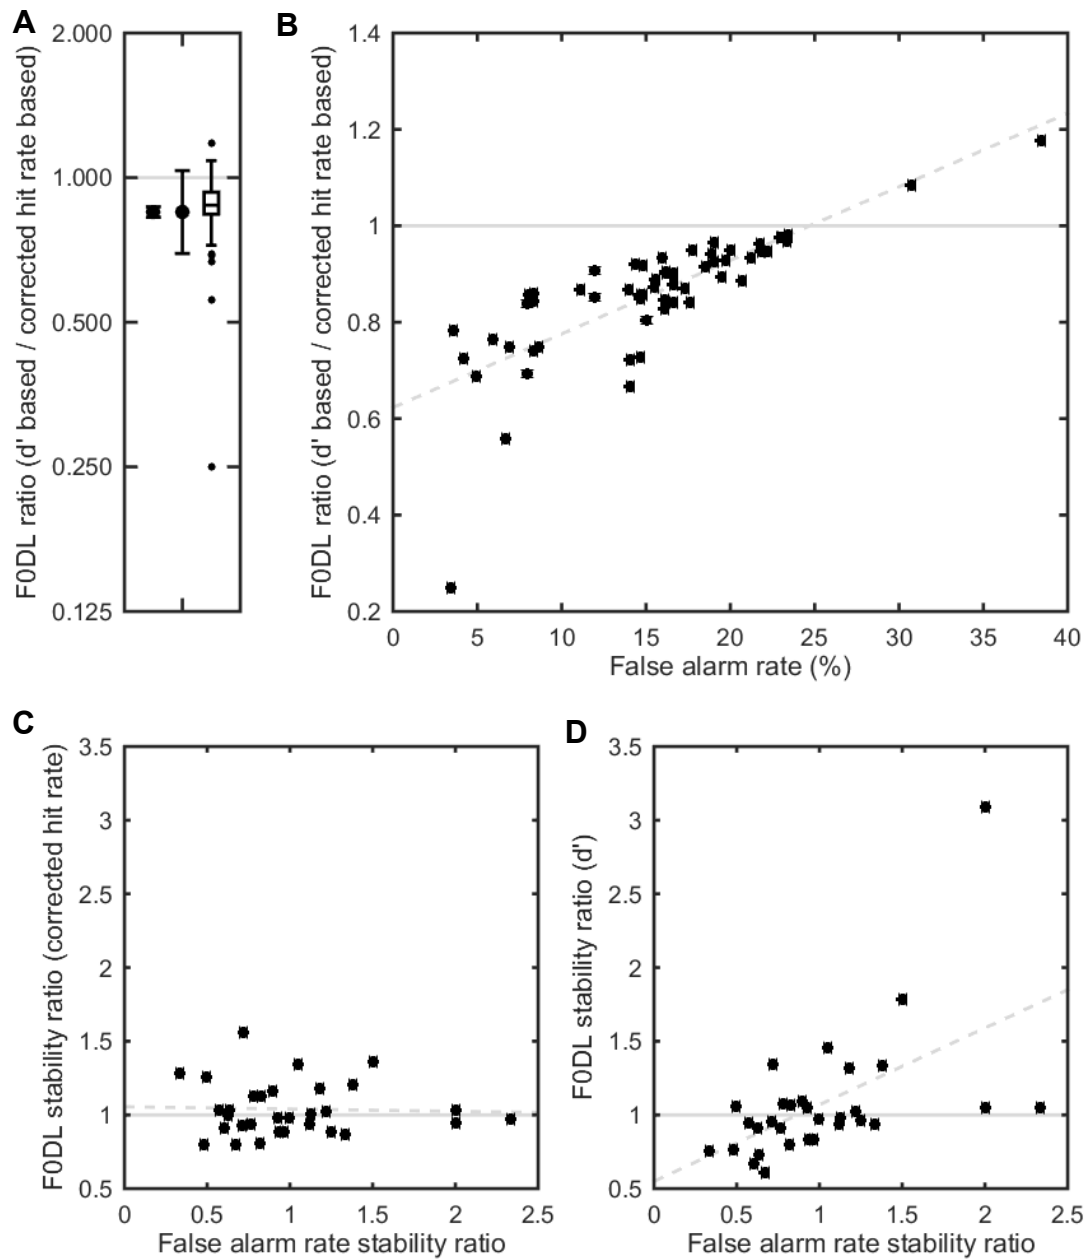 A
F0DL ratio (d' based / corrected hit rate based)
2.000
1.000
0.500
0.250
0.125
B
F0DL ratio (d' based / corrected hit rate based)
1.4
1.2
1
0.8
0.6
0.4
0.2
0 5 10 15 20 25 30 35 40
False alarm rate (%)
C
F0DL stability ratio (corrected hit rate)
3.5
3
2.5
2
1.5
1
0.5
0 0.5 1 1.5 2 2.5
False alarm rate stability ratio
D
F0DL stability ratio (d')
3.5
3
2.5
2
1.5
1
0.5
0 0.5 1 1.5 2 2.5
False alarm rate stability ratio